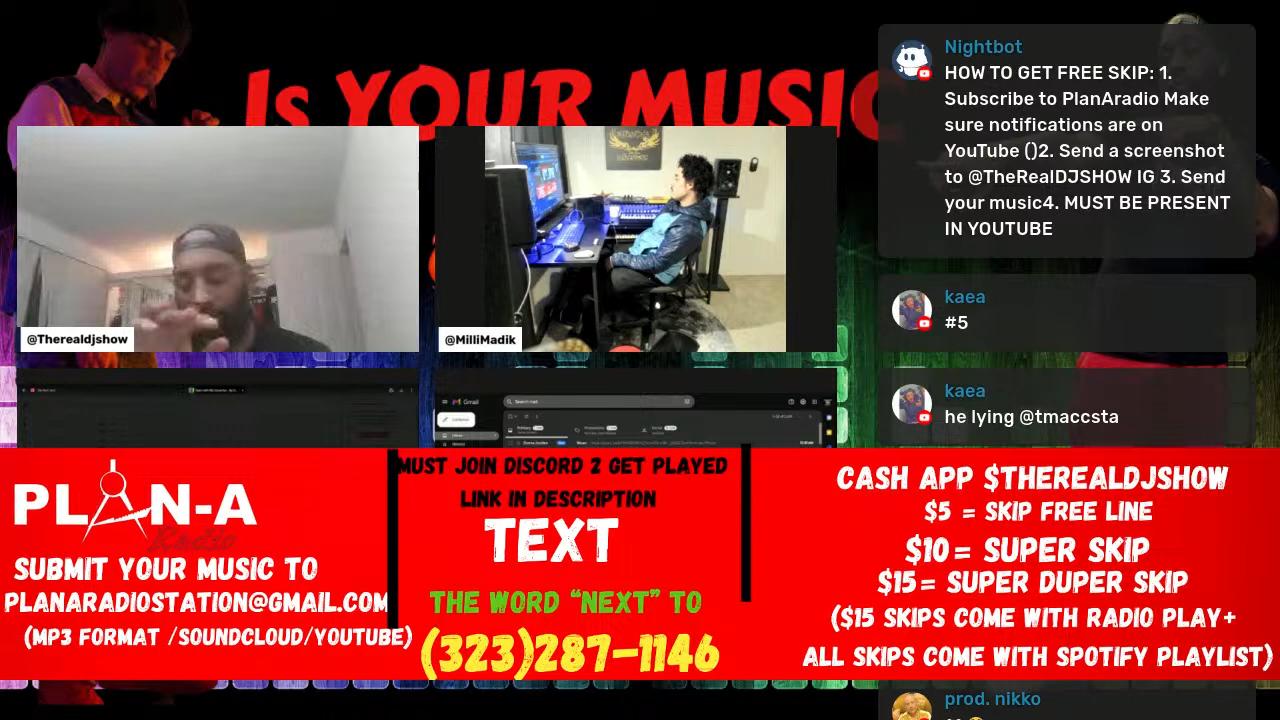 Is YOUR MUSIC
Nightbot
HOW TO GET FREE SKIP: 1.
Subscribe to PlanAradio Make
sure notifications are on
YouTube ()2. Send a screenshot
to @TheRealDJSHOW IG 3. Send
your music4. MUST BE PRESENT
IN YOUTUBE
kaea
#5
kaea
he lying @tmaccsta
@Therealdjshow
@MilliMadik
Gmail
Search mail
PLAN-A
Radio
SUBMIT YOUR MUSIC TO
PLANARADIOSTATION@GMAIL.COM
(MP3 FORMAT /SOUNDCLOUD/YOUTUBE)
MUST JOIN DISCORD 2 GET PLAYED
LINK IN DESCRIPTION
TEXT
THE WORD “NEXT” TO
(323)287-1146
CASH APP $THEREALDJSHOW
$5 = SKIP FREE LINE
$10= SUPER SKIP
$15= SUPER DUPER SKIP
($15 SKIPS COME WITH RADIO PLAY+
ALL SKIPS COME WITH SPOTIFY PLAYLIST)
prod. nikko